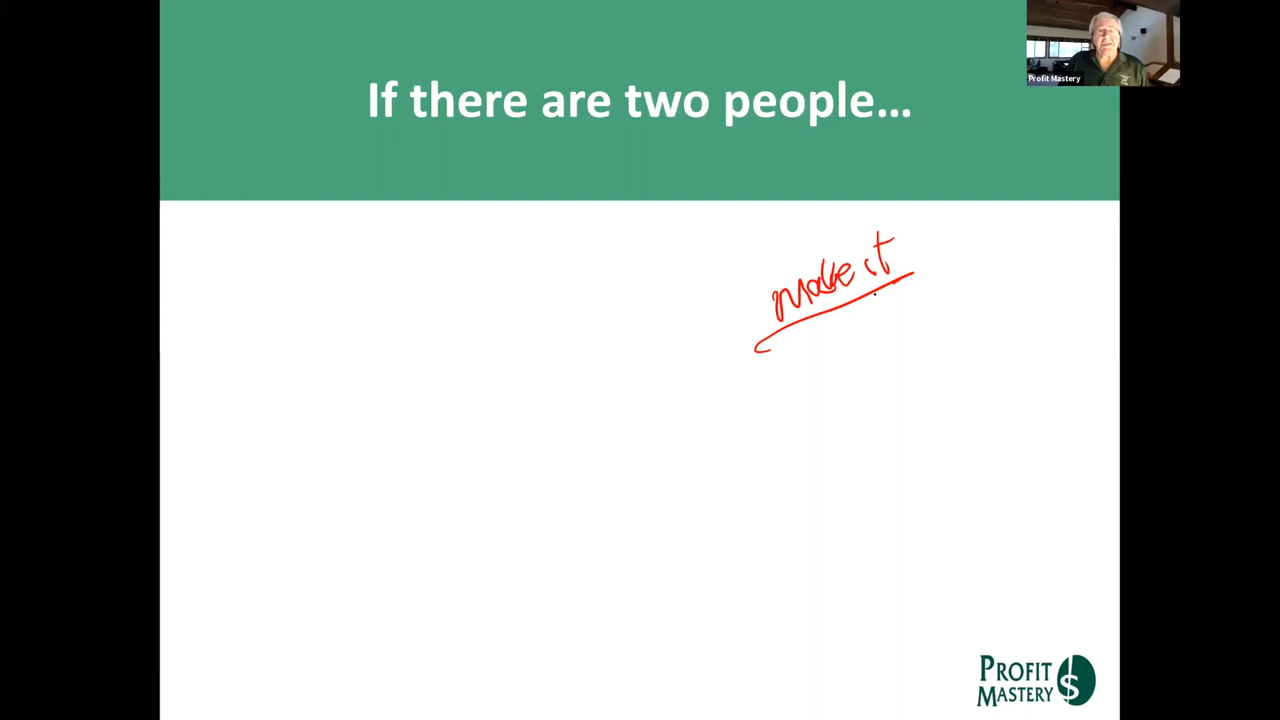 Profit Mastery
If there are two people...
make it
PROFIT
MASTERY